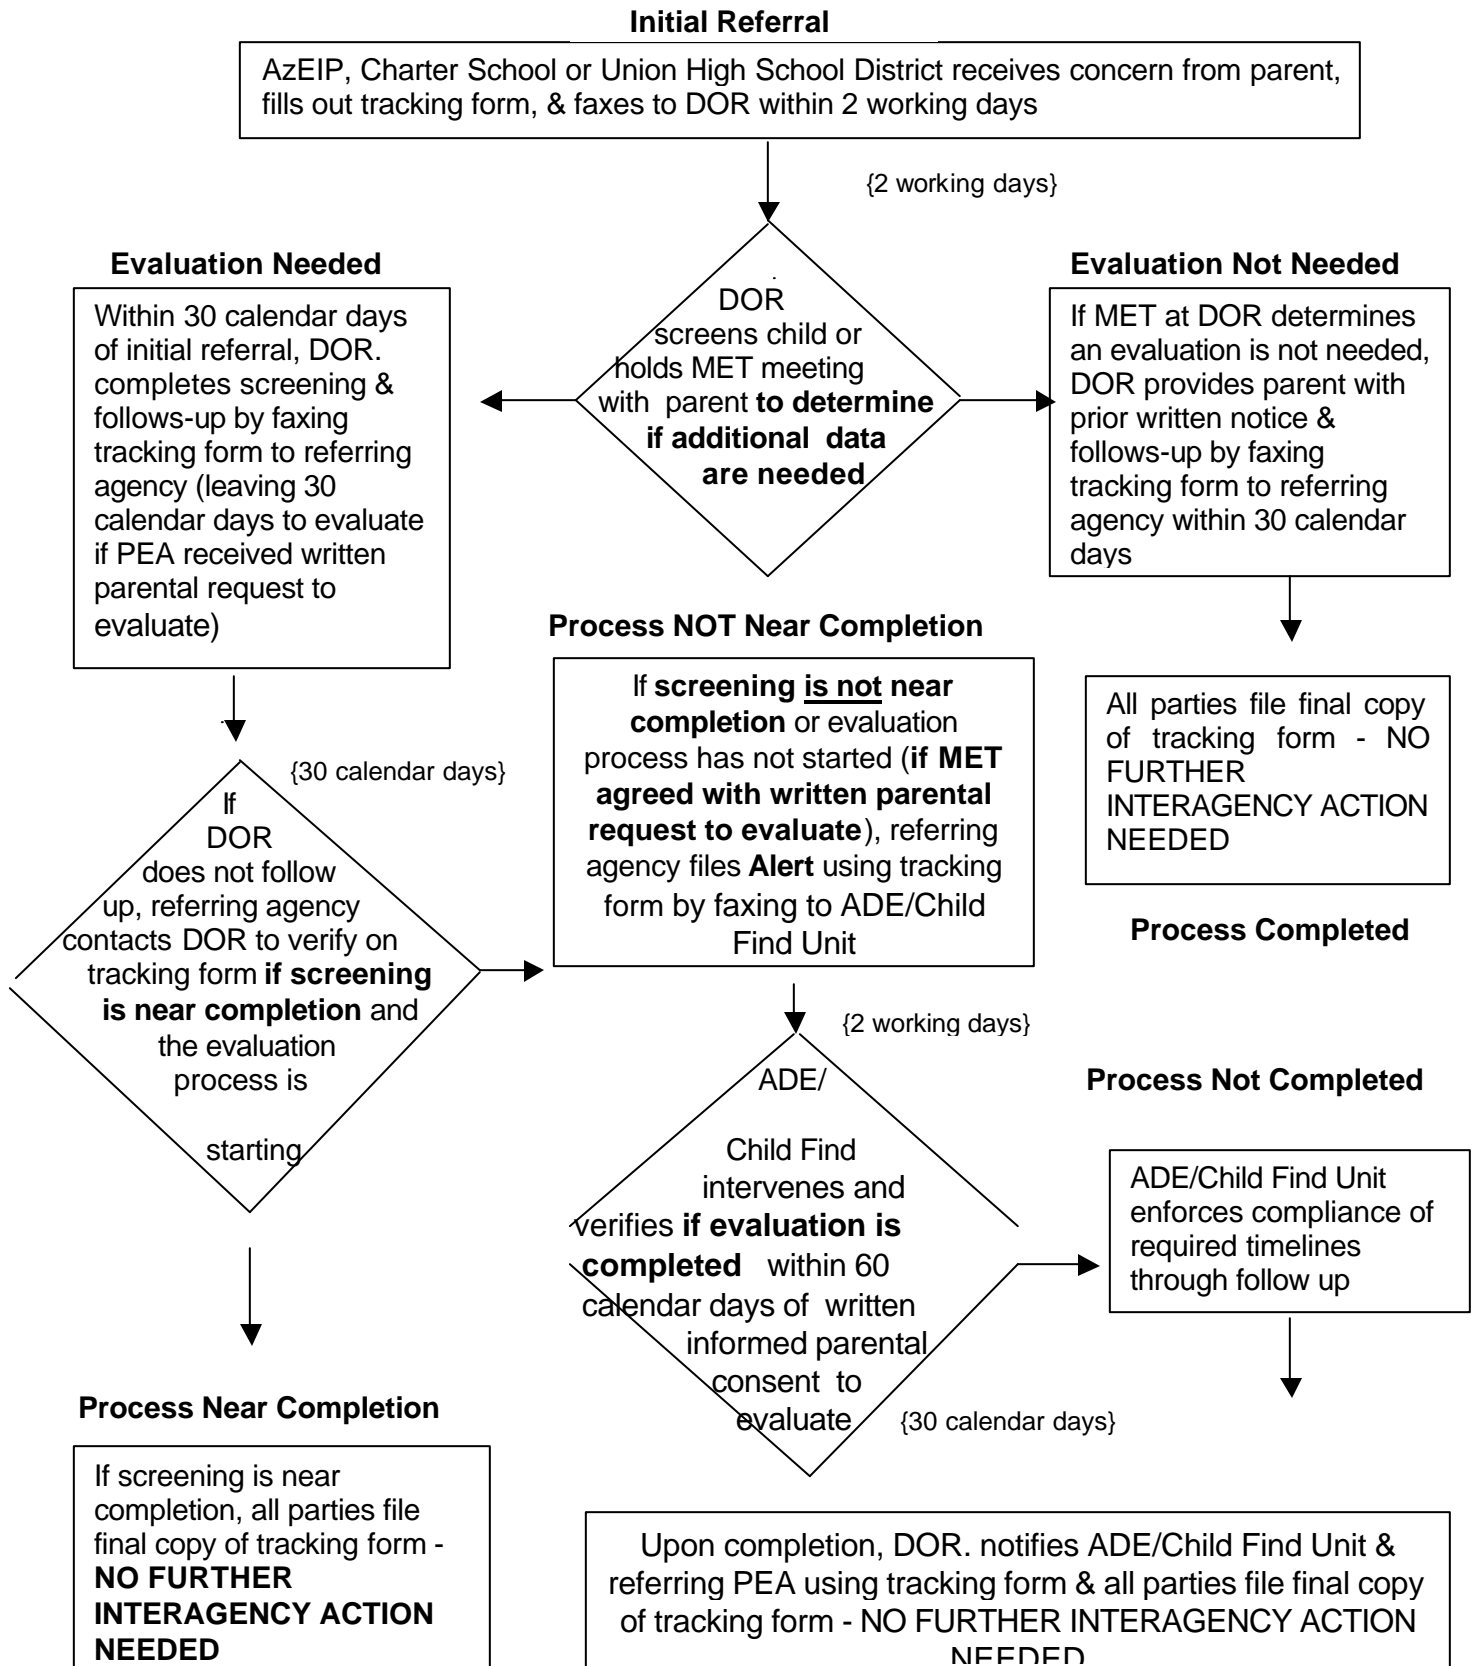 Initial Referral
AzEIP, Charter School or Union High School District receives concern from parent,
fills out tracking form, & faxes to DOR within 2 working days
{2 working days}
Evaluation Needed
Within 30 calendar days
of initial referral, DOR.
completes screening &
follows-up by faxing
tracking form to referring
agency (leaving 30
calendar days to evaluate
if PEA received written
parental request to
evaluate)
DOR
screens child or
holds MET meeting
with parent to determine
if additional data
are needed
Evaluation Not Needed
If MET at DOR determines
an evaluation is not needed,
DOR provides parent with
prior written notice &
follows-up by faxing
tracking form to referring
agency within 30 calendar
days
All parties file final copy
of tracking form - NO
FURTHER
INTERAGENCY ACTION
NEEDED
Process Completed
{30 calendar days}
If
DOR
does not follow
up, referring agency
contacts DOR to verify on
tracking form if screening
is near completion and
the evaluation
process is
starting
Process NOT Near Completion
If screening is not near
completion or evaluation
process has not started (if MET
agreed with written parental
request to evaluate), referring
agency files Alert using tracking
form by faxing to ADE/Child
Find Unit
{2 working days}
ADE/
Child Find
intervenes and
verifies if evaluation is
completed within 60
calendar days of written
informed parental
consent to
evaluate
{30 calendar days}
Process Not Completed
ADE/Child Find Unit
enforces compliance of
required timelines
through follow up
Process Near Completion
If screening is near
completion, all parties file
final copy of tracking form -
NO FURTHER
INTERAGENCY ACTION
NEEDED
Upon completion, DOR. notifies ADE/Child Find Unit &
referring PEA using tracking form & all parties file final copy
of tracking form - NO FURTHER INTERAGENCY ACTION
NEEDED